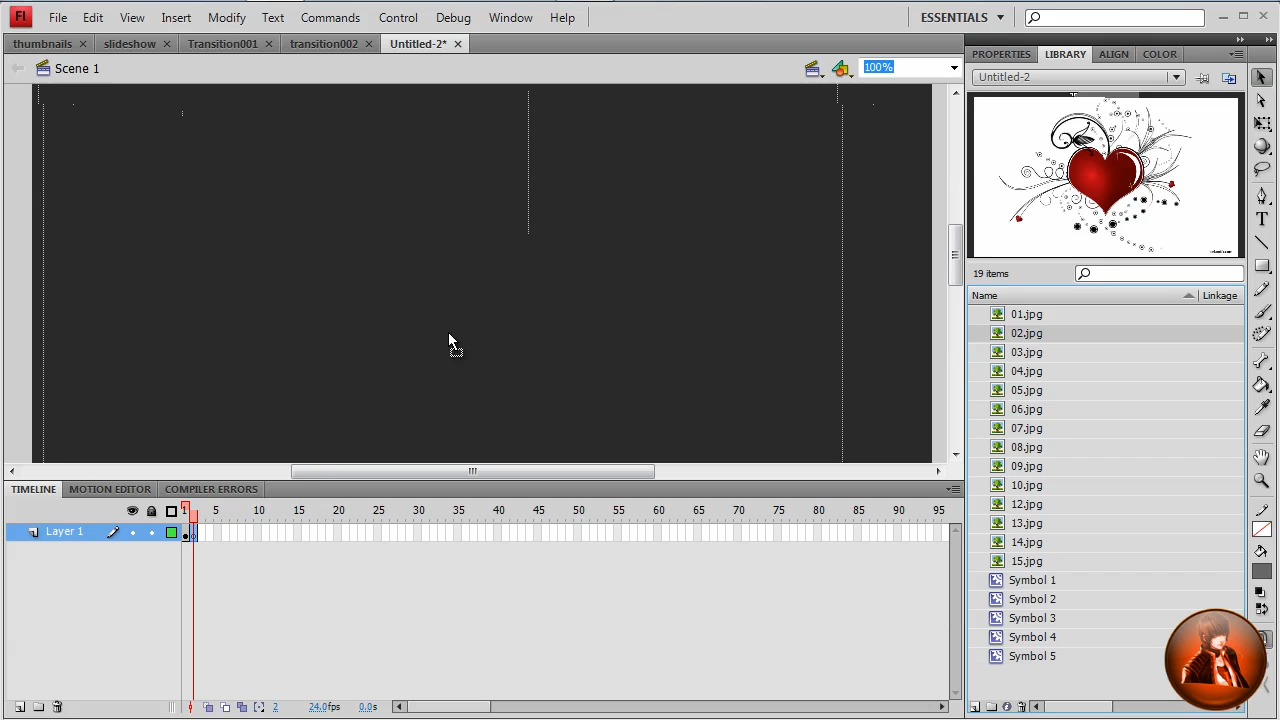 Fl File Edit View Insert Modify Text Commands Control Debug Window Help ESSENTIALS
thumbnails slideshow Transition001 transition002 Untitled-2*
Scene 1 100%
PROPERTIES LIBRARY ALIGN COLOR
Untitled-2
19 items
Name Linkage
01.jpg
02.jpg
03.jpg
04.jpg
05.jpg
06.jpg
07.jpg
08.jpg
09.jpg
10.jpg
12.jpg
13.jpg
14.jpg
15.jpg
Symbol 1
Symbol 2
Symbol 3
Symbol 4
Symbol 5
TIMELINE MOTION EDITOR COMPILER ERRORS
1 5 10 15 20 25 30 35 40 45 50 55 60 65 70 75 80 85 90 95
Layer 1
2 24.0fps 0.0s